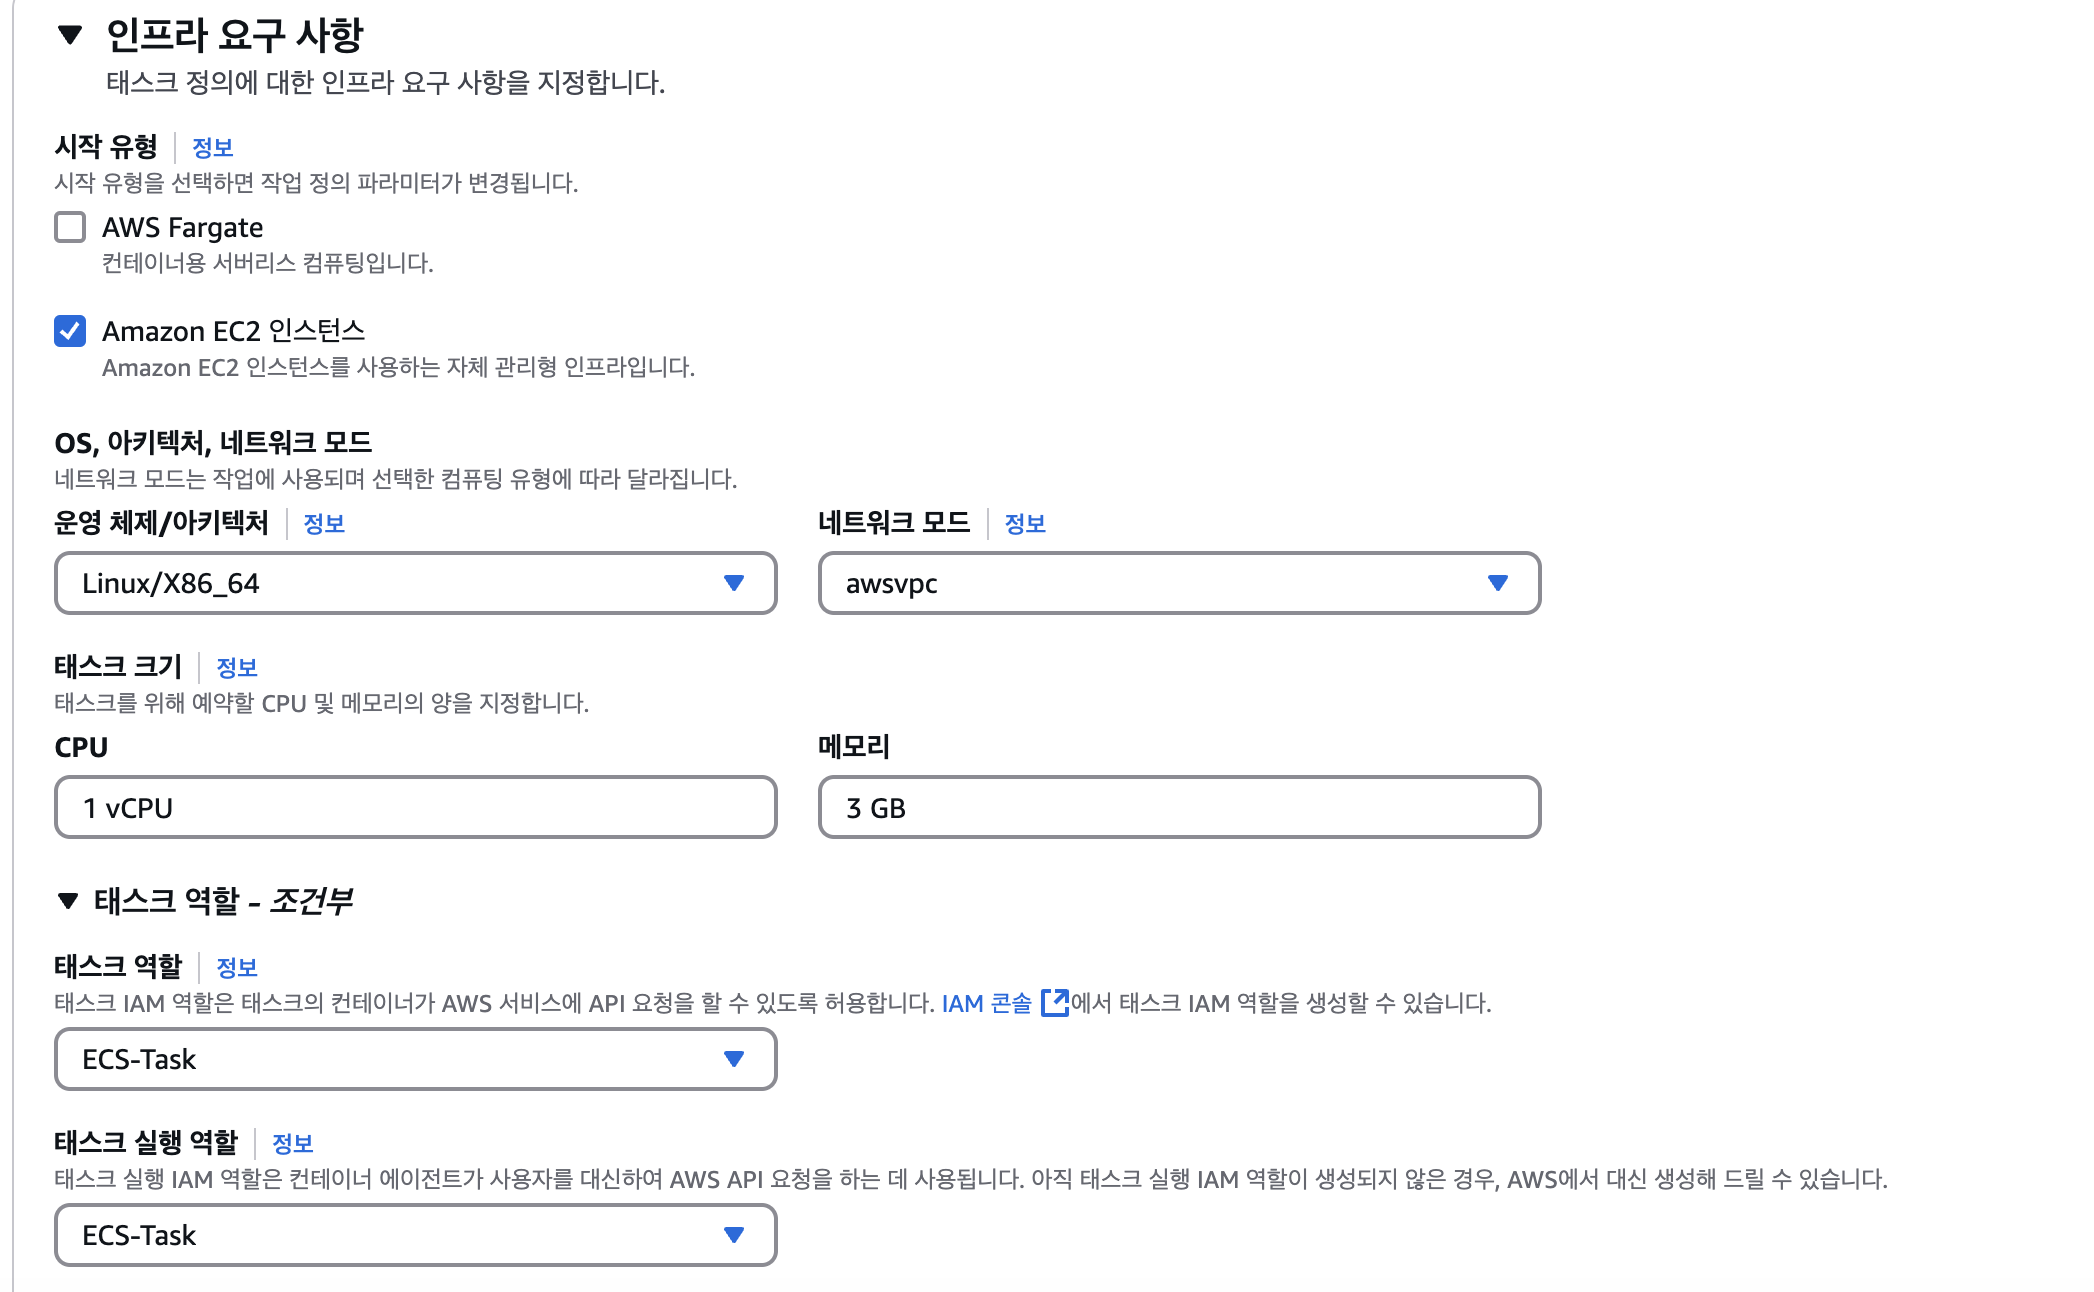 인프라 요구 사항
태스크 정의에 대한 인프라 요구 사항을 지정합니다.
시작 유형 정보
시작 유형을 선택하면 작업 정의 파라미터가 변경됩니다.
AWS Fargate
컨테이너용 서버리스 컴퓨팅입니다.
Amazon EC2 인스턴스
Amazon EC2 인스턴스를 사용하는 자체 관리형 인프라입니다.
OS, 아키텍처, 네트워크 모드
네트워크 모드는 작업에 사용되며 선택한 컴퓨팅 유형에 따라 달라집니다.
운영 체제/아키텍처 정보 네트워크 모드 정보
Linux/X86_64 awsvpc
태스크 크기 정보
태스크를 위해 예약할 CPU 및 메모리의 양을 지정합니다.
CPU 메모리
1 vCPU 3 GB
태스크 역할 - 조건부
태스크 역할 정보
태스크 IAM 역할은 태스크의 컨테이너가 AWS 서비스에 API 요청을 할 수 있도록 허용합니다. IAM 콘솔 에서 태스크 IAM 역할을 생성할 수 있습니다.
ECS-Task
태스크 실행 역할 정보
태스크 실행 IAM 역할은 컨테이너 에이전트가 사용자를 대신하여 AWS API 요청을 하는 데 사용됩니다. 아직 태스크 실행 IAM 역할이 생성되지 않은 경우, AWS에서 대신 생성해 드릴 수 있습니다.
ECS-Task